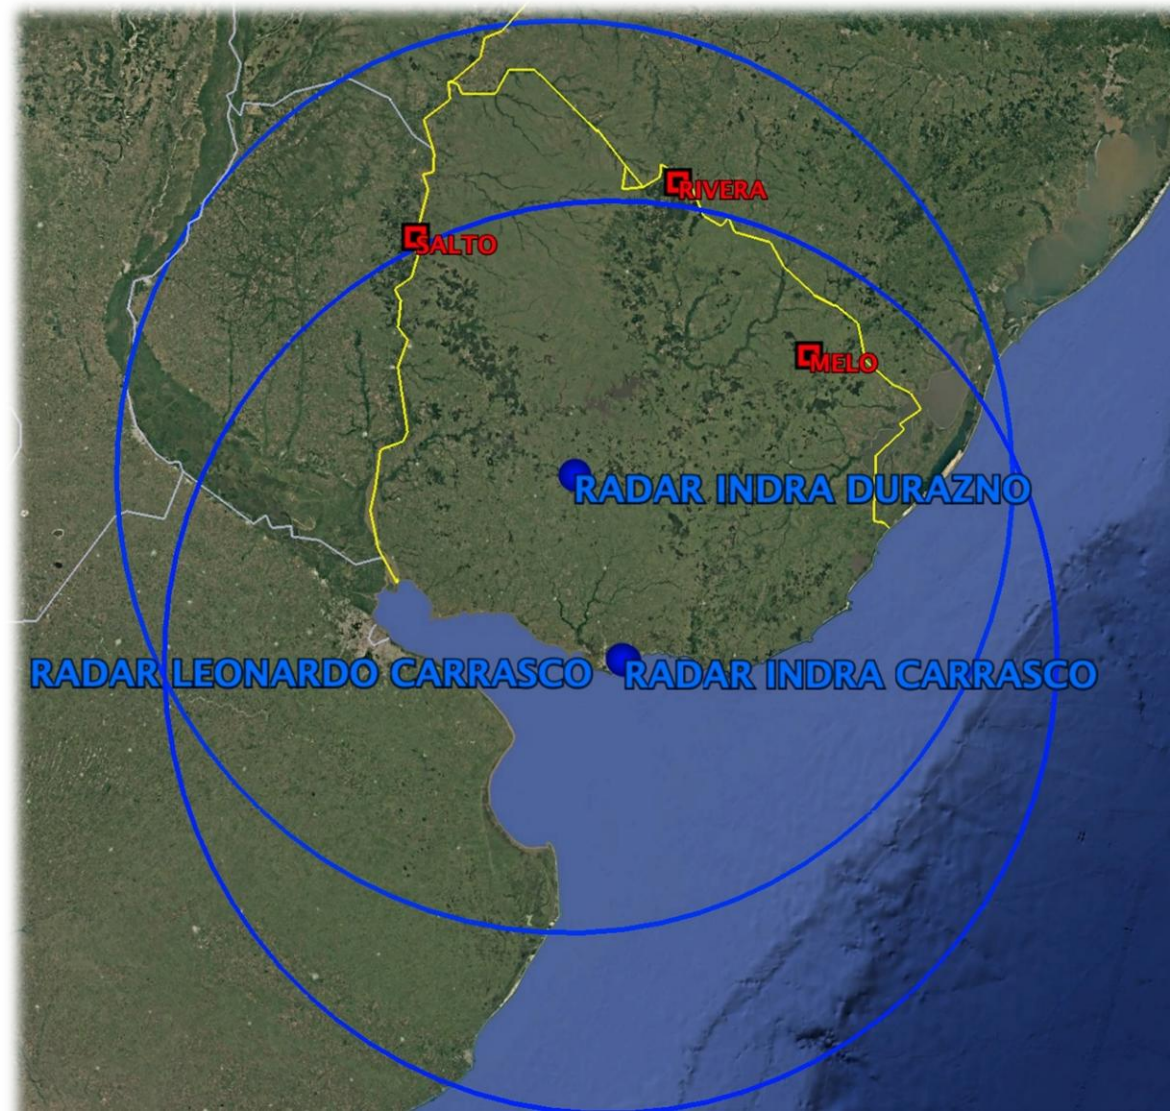 RIVERA
SALTO
MELO
RADAR INDRA DURAZNO
RADAR LEONARDO CARRASCO
RADAR INDRA CARRASCO